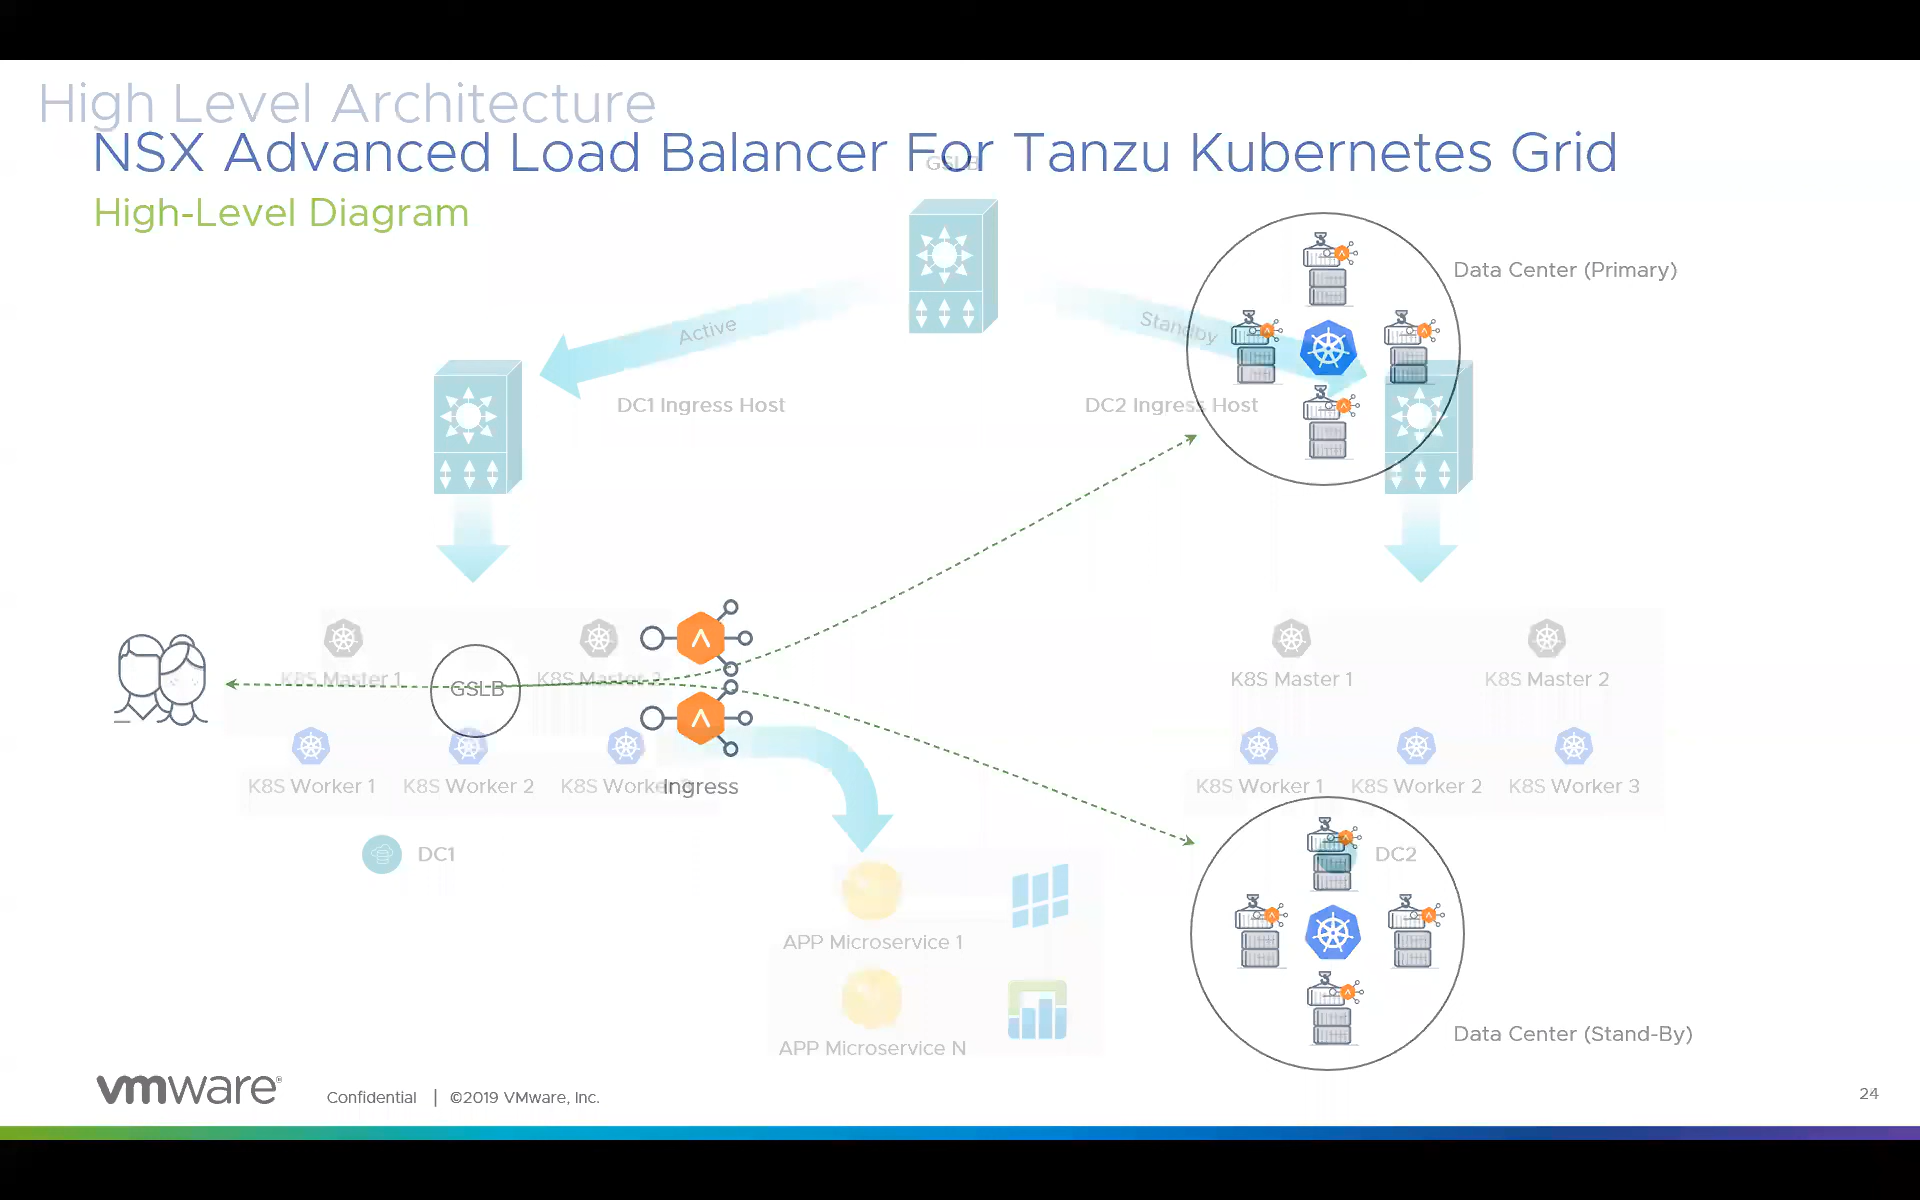 High Level Architecture
NSX Advanced Load Balancer For Tanzu Kubernetes Grid
GSLB
High-Level Diagram
Data Center (Primary)
Active
Standby
DC1 Ingress Host
DC2 Ingress Host
K8S Master 1
GSLB
K8S Master 2
K8S Master 1
K8S Master 2
K8S Worker 1
K8S Worker 2
K8S Worker
Ingress
K8S Worker 1
K8S Worker 2
K8S Worker 3
DC1
DC2
APP Microservice 1
APP Microservice N
Data Center (Stand-By)
vmware®
Confidential | ©2019 VMware, Inc.
24